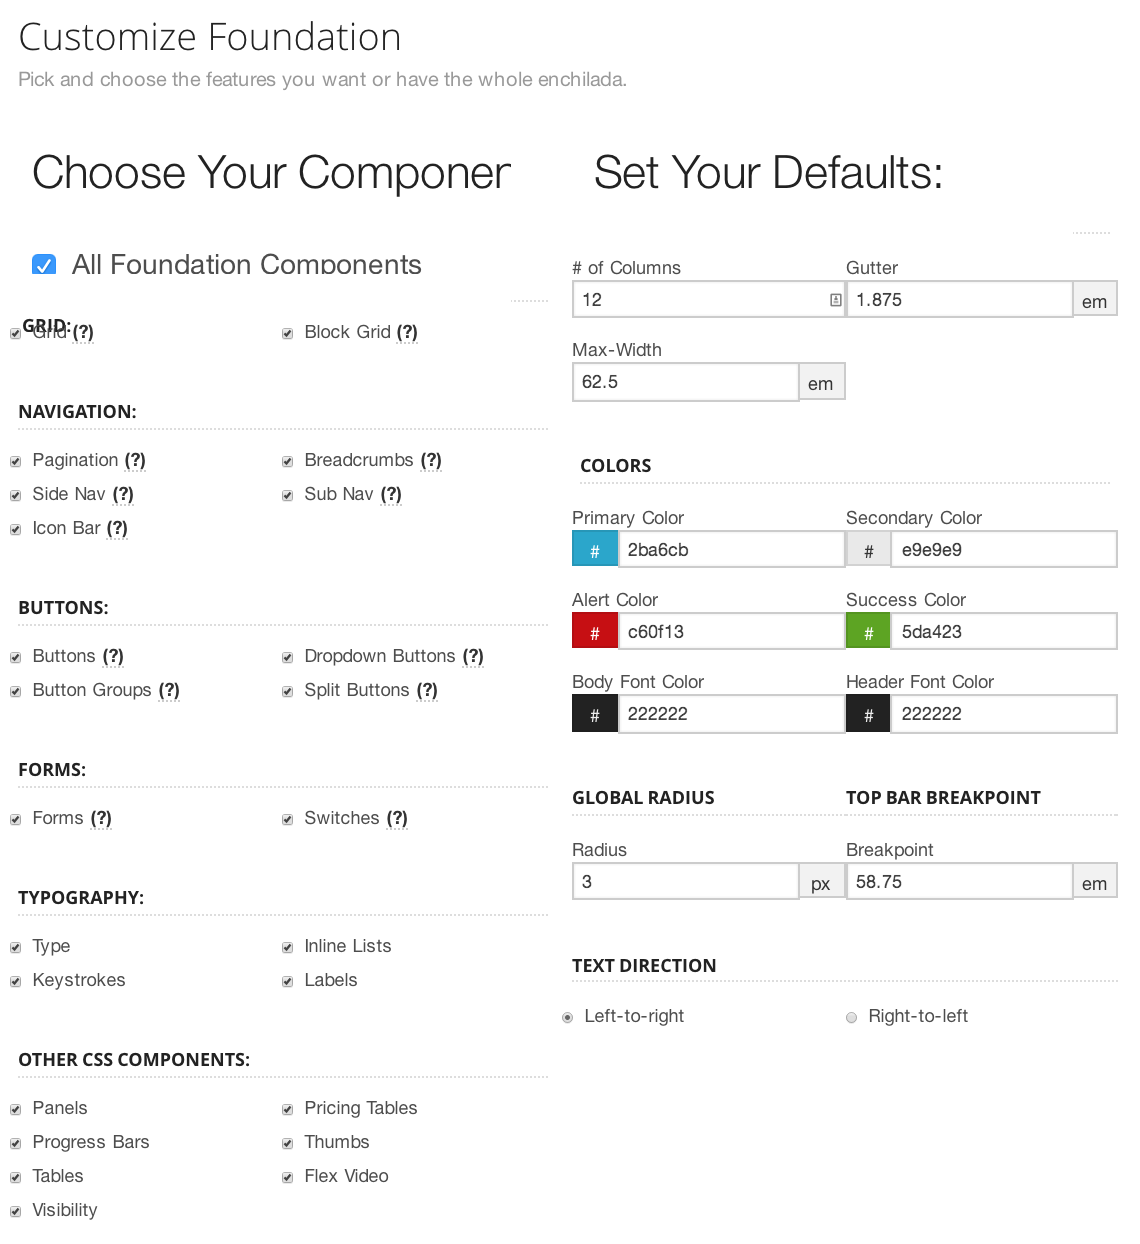 Customize Foundation
Pick and choose the features you want or have the whole enchilada.
Choose Your Componen
All Foundation Components
GRID:
Grid (?)
Block Grid (?)
NAVIGATION:
Pagination (?)
Breadcrumbs (?)
Side Nav (?)
Sub Nav (?)
Icon Bar (?)
BUTTONS:
Buttons (?)
Dropdown Buttons (?)
Button Groups (?)
Split Buttons (?)
FORMS:
Forms (?)
Switches (?)
TYPOGRAPHY:
Type
Inline Lists
Keystrokes
Labels
OTHER CSS COMPONENTS:
Panels
Pricing Tables
Progress Bars
Thumbs
Tables
Flex Video
Visibility
Set Your Defaults:
# of Columns
12
Gutter
1.875 em
Max-Width
62.5 em
COLORS
Primary Color
# 2ba6cb
Secondary Color
# e9e9e9
Alert Color
# c60f13
Success Color
# 5da423
Body Font Color
# 222222
Header Font Color
# 222222
GLOBAL RADIUS
Radius
3 px
TOP BAR BREAKPOINT
Breakpoint
58.75 em
TEXT DIRECTION
Left-to-right
Right-to-left